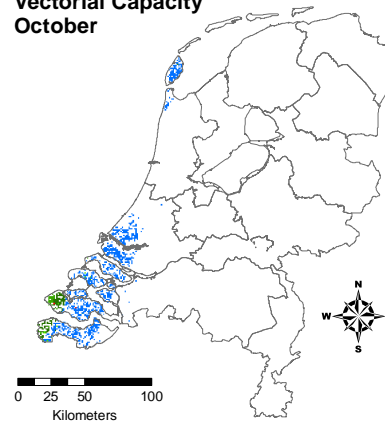 Vectorial Capacity
October
N
W E
S
0 25 50 100
Kilometers